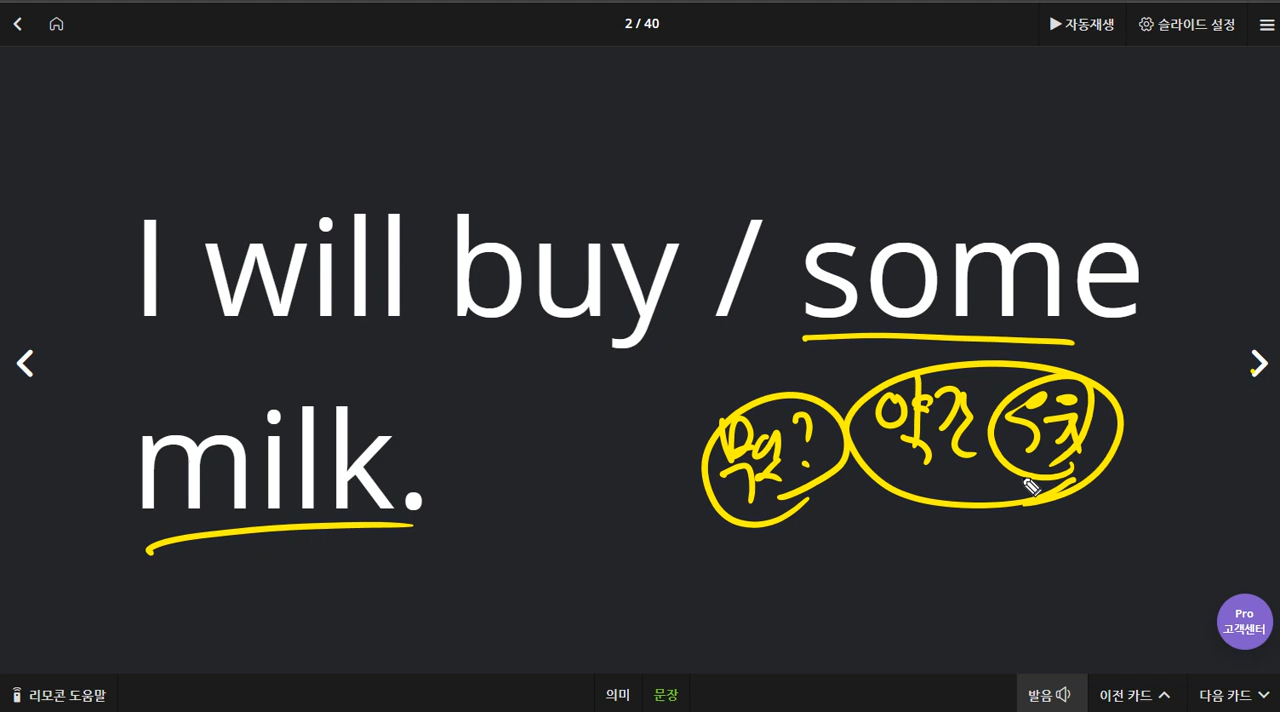 2 / 40
자동재생
슬라이드 설정
I will buy / some
milk.
뭐?
약간
Pro
고객센터
리모콘 도움말
의미
문장
발음
이전 카드
다음 카드